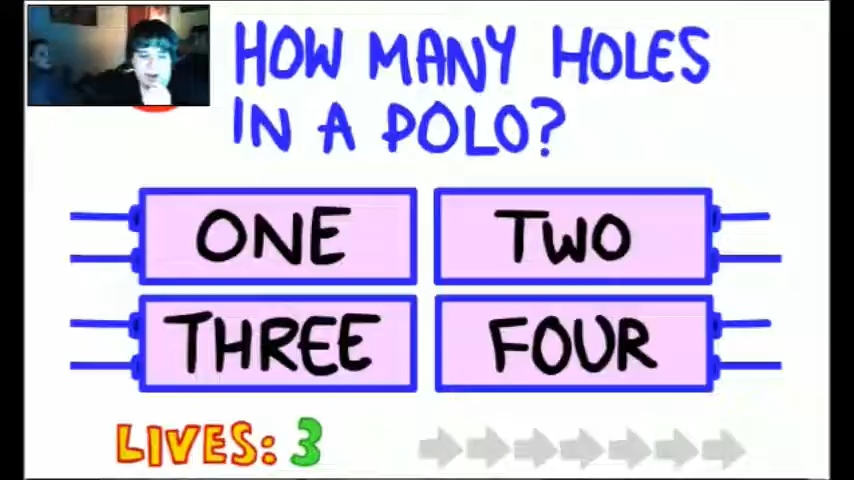 HOW MANY HOLES
IN A POLO?
ONE
TWO
THREE
FOUR
LIVES: 3